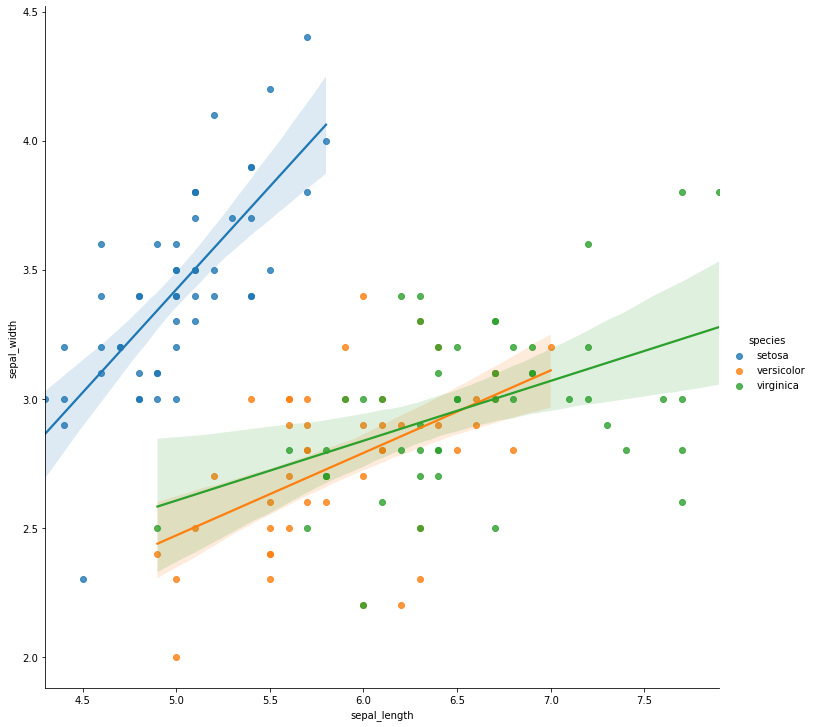 4.5
4.0
3.5
3.0
2.5
2.0
sepal_width
4.5 5.0 5.5 6.0 6.5 7.0 7.5
sepal_length
species
setosa
versicolor
virginica